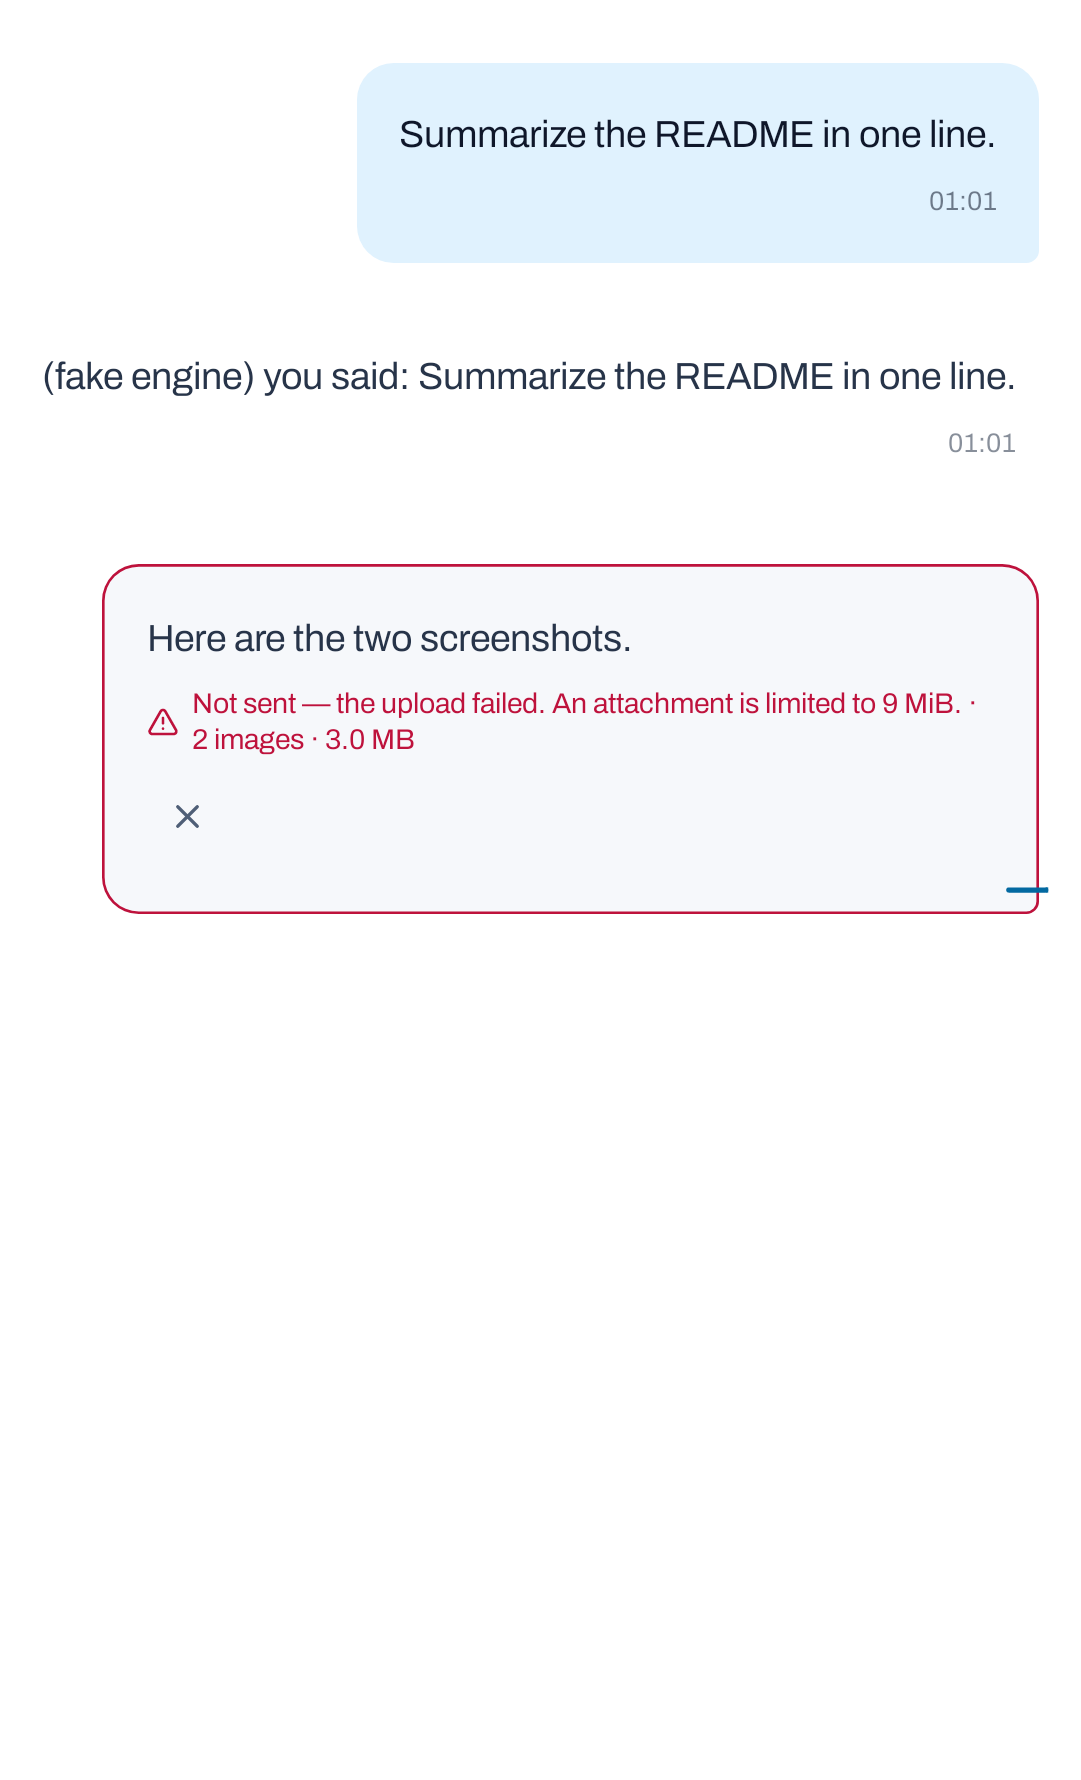 Summarize the README in one line.
01:01
(fake engine) you said: Summarize the README in one line.
01:01
Here are the two screenshots.
Not sent — the upload failed. An attachment is limited to 9 MiB. ·
2 images · 3.0 MB